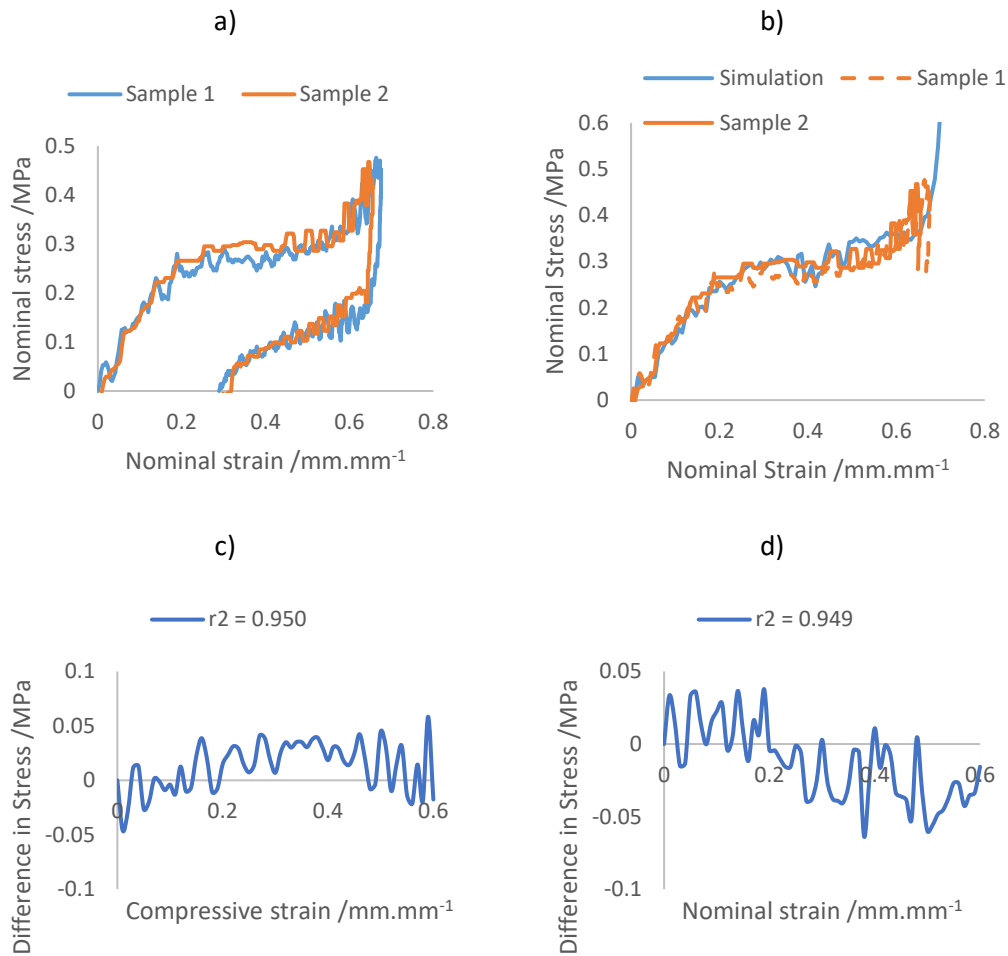 a)
Sample 1 Sample 2
Nominal stress /MPa
0.5
0.4
0.3
0.2
0.1
0
0 0.2 0.4 0.6 0.8
Nominal strain /mm.mm⁻¹
b)
Simulation Sample 1
Sample 2
Nominal Stress /MPa
0.6
0.5
0.4
0.3
0.2
0.1
0
0 0.2 0.4 0.6 0.8
Nominal Strain /mm.mm⁻¹
c)
r2 = 0.950
Difference in Stress /MPa
0.1
0.05
0
-0.05
-0.1
0 0.2 0.4 0.6
Compressive strain /mm.mm⁻¹
d)
r2 = 0.949
Difference in Stress /MPa
0.05
0
-0.05
-0.1
0 0.2 0.4 0.6
Nominal strain /mm.mm⁻¹